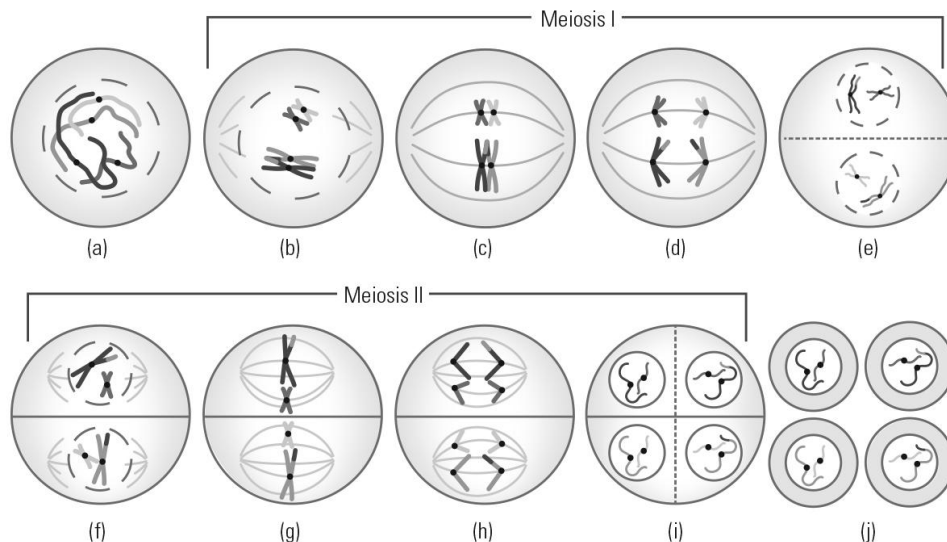 Meiosis I
(a)
(b)
(c)
(d)
(e)
Meiosis II
(f)
(g)
(h)
(i)
(j)